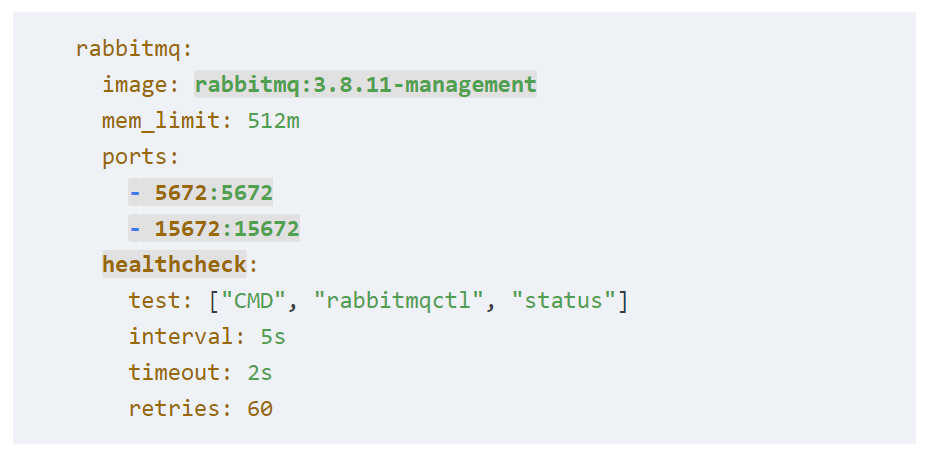 rabbitmq:
  image: rabbitmq:3.8.11-management
  mem_limit: 512m
  ports:
    - 5672:5672
    - 15672:15672
  healthcheck:
    test: ["CMD", "rabbitmqctl", "status"]
    interval: 5s
    timeout: 2s
    retries: 60